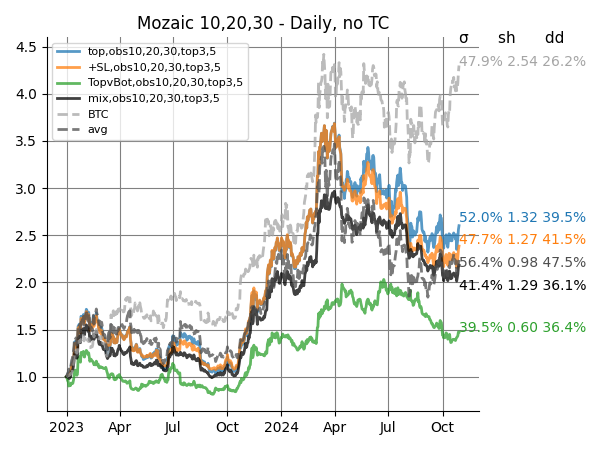 Mozaic 10,20,30 - Daily, no TC
σ sh dd
top,obs10,20,30,top3,5
+SL,obs10,20,30,top3,5
TopvBot,obs10,20,30,top3,5
mix,obs10,20,30,top3,5
BTC
avg
47.9% 2.54 26.2%
52.0% 1.32 39.5%
47.7% 1.27 41.5%
56.4% 0.98 47.5%
41.4% 1.29 36.1%
39.5% 0.60 36.4%
4.5
4.0
3.5
3.0
2.5
2.0
1.5
1.0
2023 Apr Jul Oct 2024 Apr Jul Oct